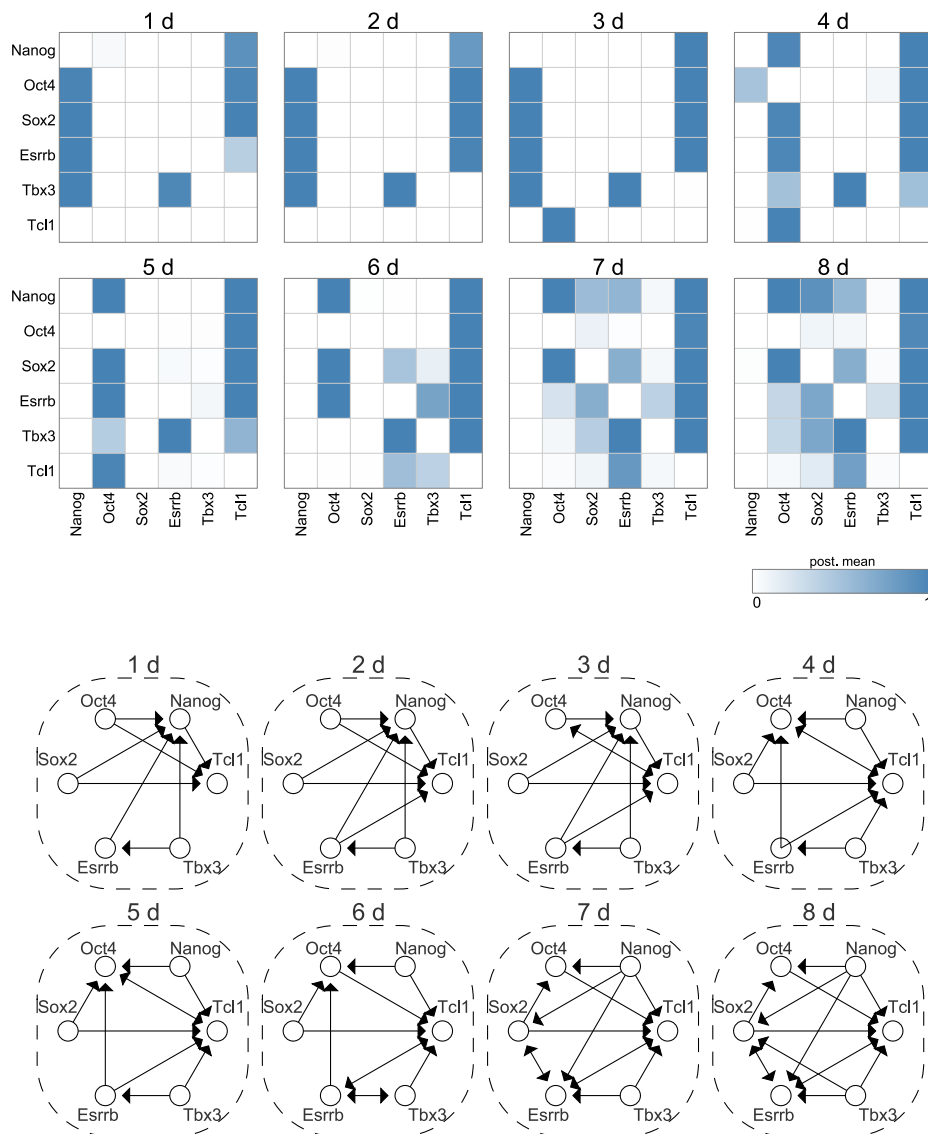 1 d 2 d 3 d 4 d
Nanog
Oct4
Sox2
Esrrb
Tbx3
Tcl1
5 d 6 d 7 d 8 d
Nanog
Oct4
Sox2
Esrrb
Tbx3
Tcl1
Nanog Oct4 Sox2 Esrrb Tbx3 Tcl1 Nanog Oct4 Sox2 Esrrb Tbx3 Tcl1 Nanog Oct4 Sox2 Esrrb Tbx3 Tcl1 Nanog Oct4 Sox2 Esrrb Tbx3 Tcl1
post. mean
0 1
1 d 2 d 3 d 4 d
Oct4 Nanog Oct4 Nanog Oct4 Nanog Oct4 Nanog
Sox2 Tcl1 Sox2 Tcl1 Sox2 Tcl1 Sox2 Tcl1
Esrrb Tbx3 Esrrb Tbx3 Esrrb Tbx3 Esrrb Tbx3
5 d 6 d 7 d 8 d
Oct4 Nanog Oct4 Nanog Oct4 Nanog Oct4 Nanog
Sox2 Tcl1 Sox2 Tcl1 Sox2 Tcl1 Sox2 Tcl1
Esrrb Tbx3 Esrrb Tbx3 Esrrb Tbx3 Esrrb Tbx3